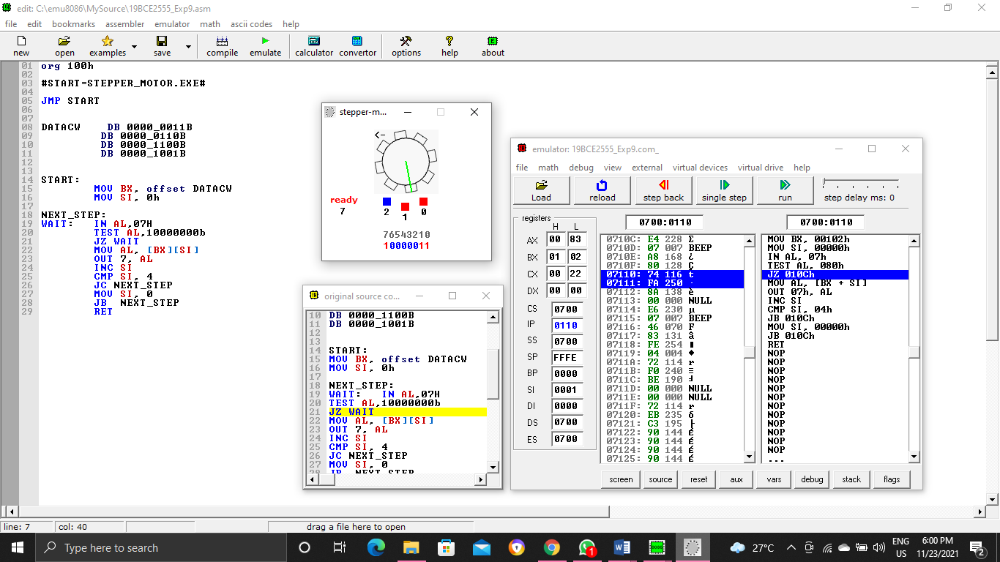 edit: C:\emu8086\MySource\19BCE2555_Exp9.asm
file edit bookmarks assembler emulator math ascii codes help
new open examples save compile emulate calculator convertor options help about
01 org 100h
02
03 #START=STEPPER_MOTOR.EXE#
04
05 JMP START
06
07
08 DATACW DB 0000_0011B
09 DB 0000_0110B
10 DB 0000_1100B
11 DB 0000_1001B
12
13
14 START:
15 MOV BX, offset DATACW
16 MOV SI, 0h
17
18 NEXT_STEP:
19 WAIT: IN AL,07H
20 TEST AL,10000000b
21 JZ WAIT
22 MOV AL, [BX][SI]
23 OUT 7, AL
24 INC SI
25 CMP SI, 4
26 JC NEXT_STEP
27 MOV SI, 0
28 JB NEXT_STEP
29 RET
stepper-m...
<-
ready
7
2 1 0
76543210
10000011
original source co...
10 DB 0000_1100B
11 DB 0000_1001B
12
13
14 START:
15 MOV BX, offset DATACW
16 MOV SI, 0h
17
18 NEXT_STEP:
19 WAIT: IN AL,07H
20 TEST AL,10000000b
21 JZ WAIT
22 MOV AL, [BX][SI]
23 OUT 7, AL
24 INC SI
25 CMP SI, 4
26 JC NEXT_STEP
27 MOV SI, 0
28 JB NEXT_STEP
emulator: 19BCE2555_Exp9.com_
file math debug view external virtual devices virtual drive help
Load reload step back single step run step delay ms: 0
registers
H L
AX 00 83
BX 01 02
CX 00 22
DX 00 00
CS 0700
IP 0110
SS 0700
SP FFFE
BP 0000
SI 0001
DI 0000
DS 0700
ES 0700
0700:0110
0710C: E4 228 Σ
0710D: 07 007 BEEP
0710E: A8 168 ¿
0710F: 80 128 Ç
07110: 74 116 t
07111: FA 250 ·
07112: 8A 138 è
07113: 00 000 NULL
07114: E6 230 µ
07115: 07 007 BEEP
07116: 46 070 F
07117: 83 131 â
07118: FE 254 ■
07119: 04 004 ♦
0711A: 72 114 r
0711B: F0 240 ≡
0711C: BE 190 ╛
0711D: 00 000 NULL
0711E: 00 000 NULL
0711F: 72 114 r
07120: EB 235 δ
07121: C3 195 ├
07122: 90 144 É
07123: 90 144 É
07124: 90 144 É
07125: 90 144 É
0700:0110
MOV BX, 00102h
MOV SI, 00000h
IN AL, 07h
TEST AL, 080h
JZ 010Ch
MOV AL, [BX + SI]
OUT 07h, AL
INC SI
CMP SI, 04h
JB 010Ch
MOV SI, 00000h
JB 010Ch
RET
NOP
NOP
NOP
NOP
NOP
NOP
NOP
NOP
NOP
NOP
NOP
NOP
...
screen source reset aux vars debug stack flags
line: 7 col: 40 drag a file here to open
Type here to search
1
8086
27°C
ENG
US
6:00 PM
11/23/2021
2